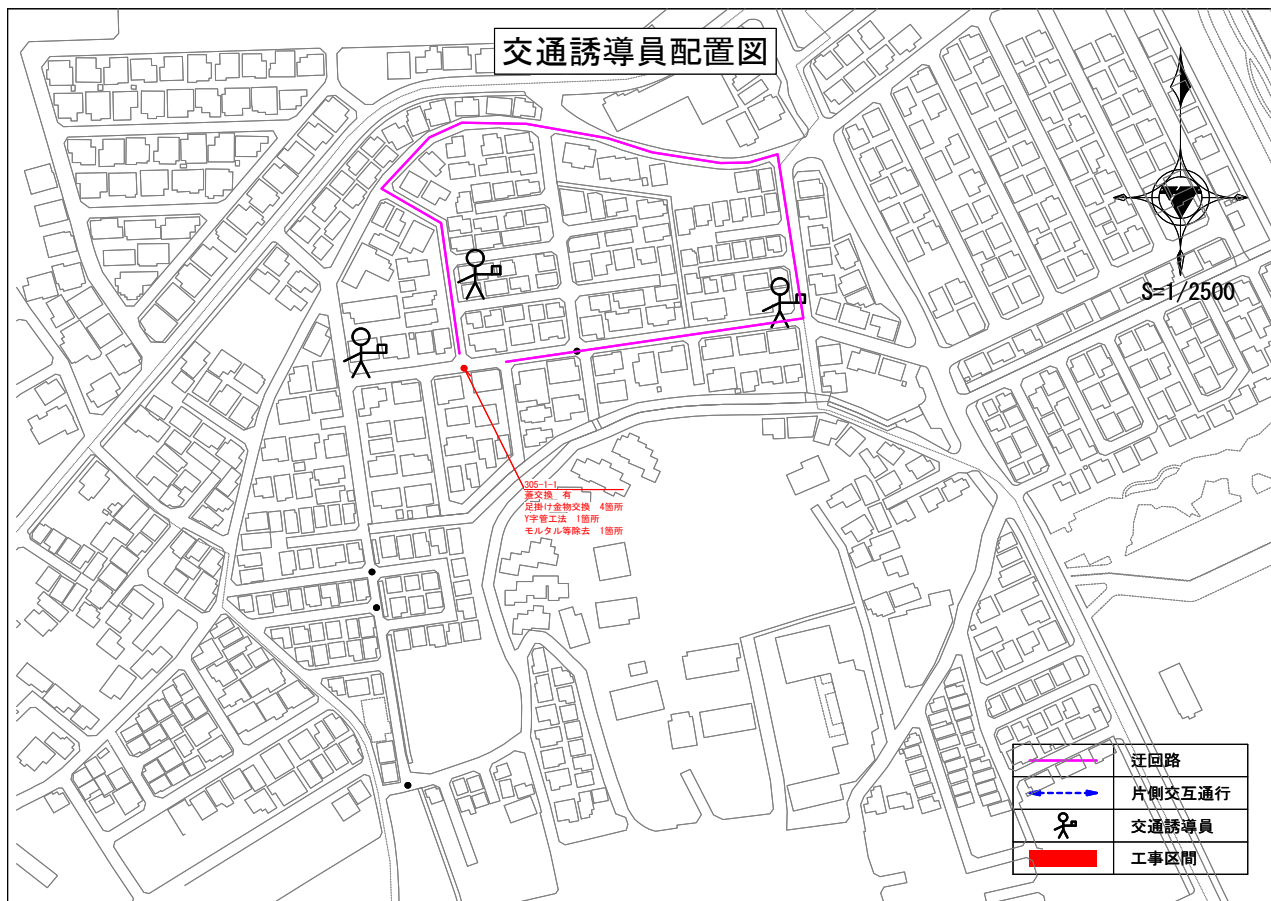 交通誘導員配置図
S=1/2500
305-1-1
蓋交換 有
足掛け金物交換 4箇所
Y字管工法 1箇所
モルタル等除去 1箇所
迂回路
片側交互通行
交通誘導員
工事区間